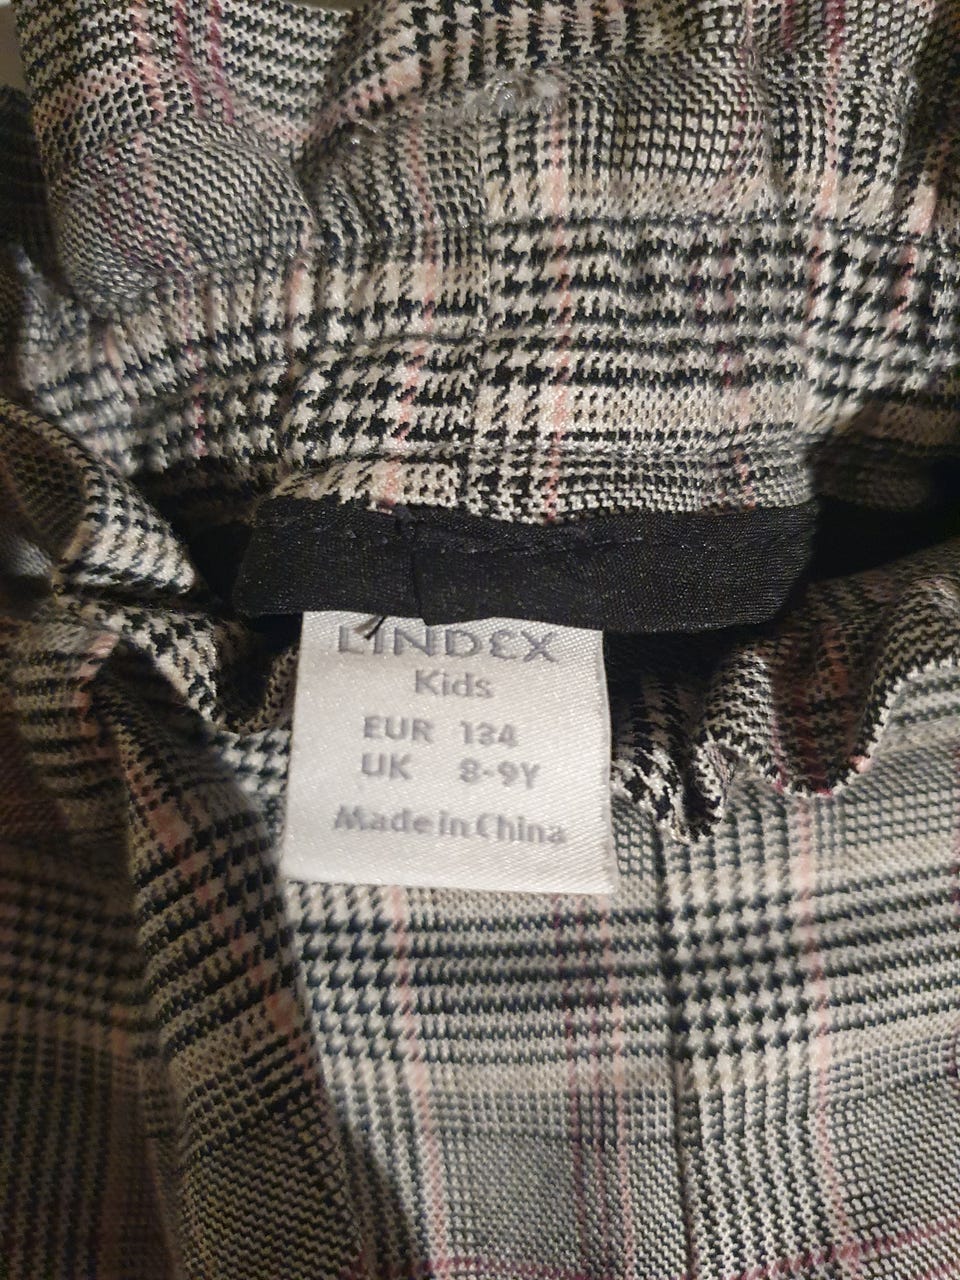 LINDEX
Kids
EUR 134
UK 8-9Y
Made in China